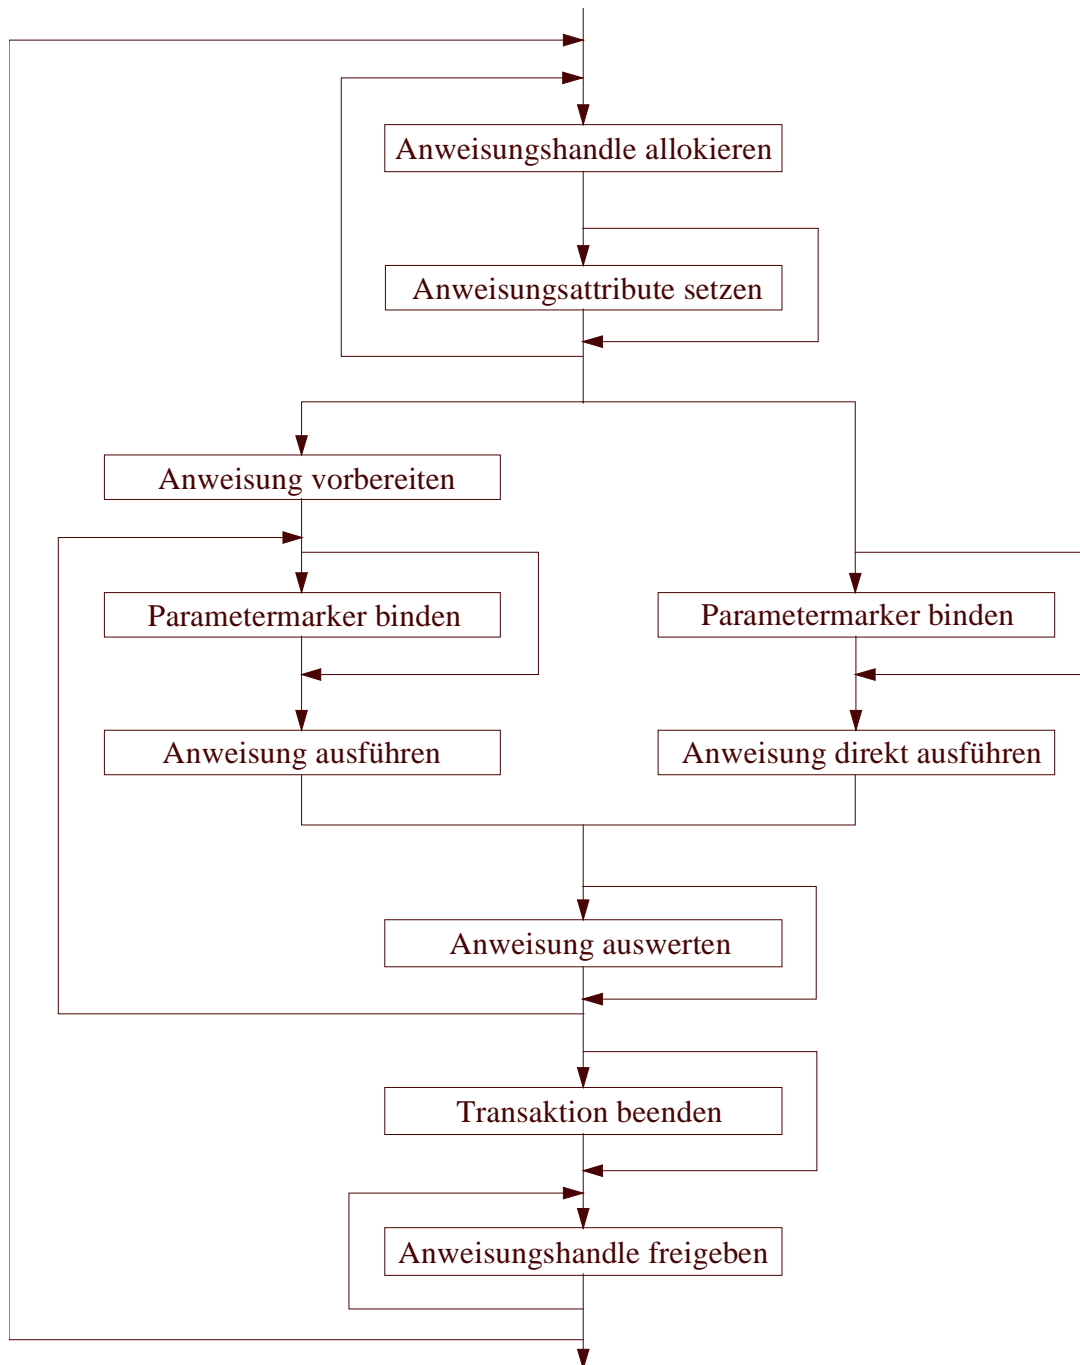 Anweisungshandle allokieren
Anweisungsattribute setzen
Anweisung vorbereiten
Parametermarker binden
Parametermarker binden
Anweisung ausführen
Anweisung direkt ausführen
Anweisung auswerten
Transaktion beenden
Anweisungshandle freigeben